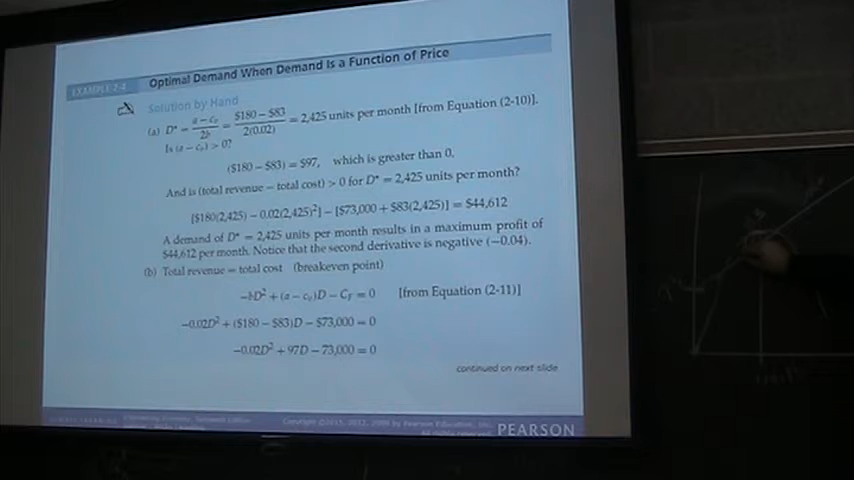 EXAMPLE 2-4 Optimal Demand When Demand Is a Function of Price
Solution by Hand
(a) D* = (a − cᵥ)/2b = ($180 − $83)/2(0.02) = 2,425 units per month [from Equation (2-10)].
Is (a − cᵥ) > 0?
($180 − $83) = $97, which is greater than 0.
And is (total revenue − total cost) > 0 for D* = 2,425 units per month?
[$180(2,425) − 0.02(2,425)²] − [$73,000 + $83(2,425)] = $44,612
A demand of D* = 2,425 units per month results in a maximum profit of
$44,612 per month. Notice that the second derivative is negative (−0.04).
(b) Total revenue = total cost (breakeven point)
−bD² + (a − cᵥ)D − C_F = 0 [from Equation (2-11)]
−0.02D² + ($180 − $83)D − $73,000 = 0
−0.02D² + 97D − 73,000 = 0
continued on next slide
PEARSON